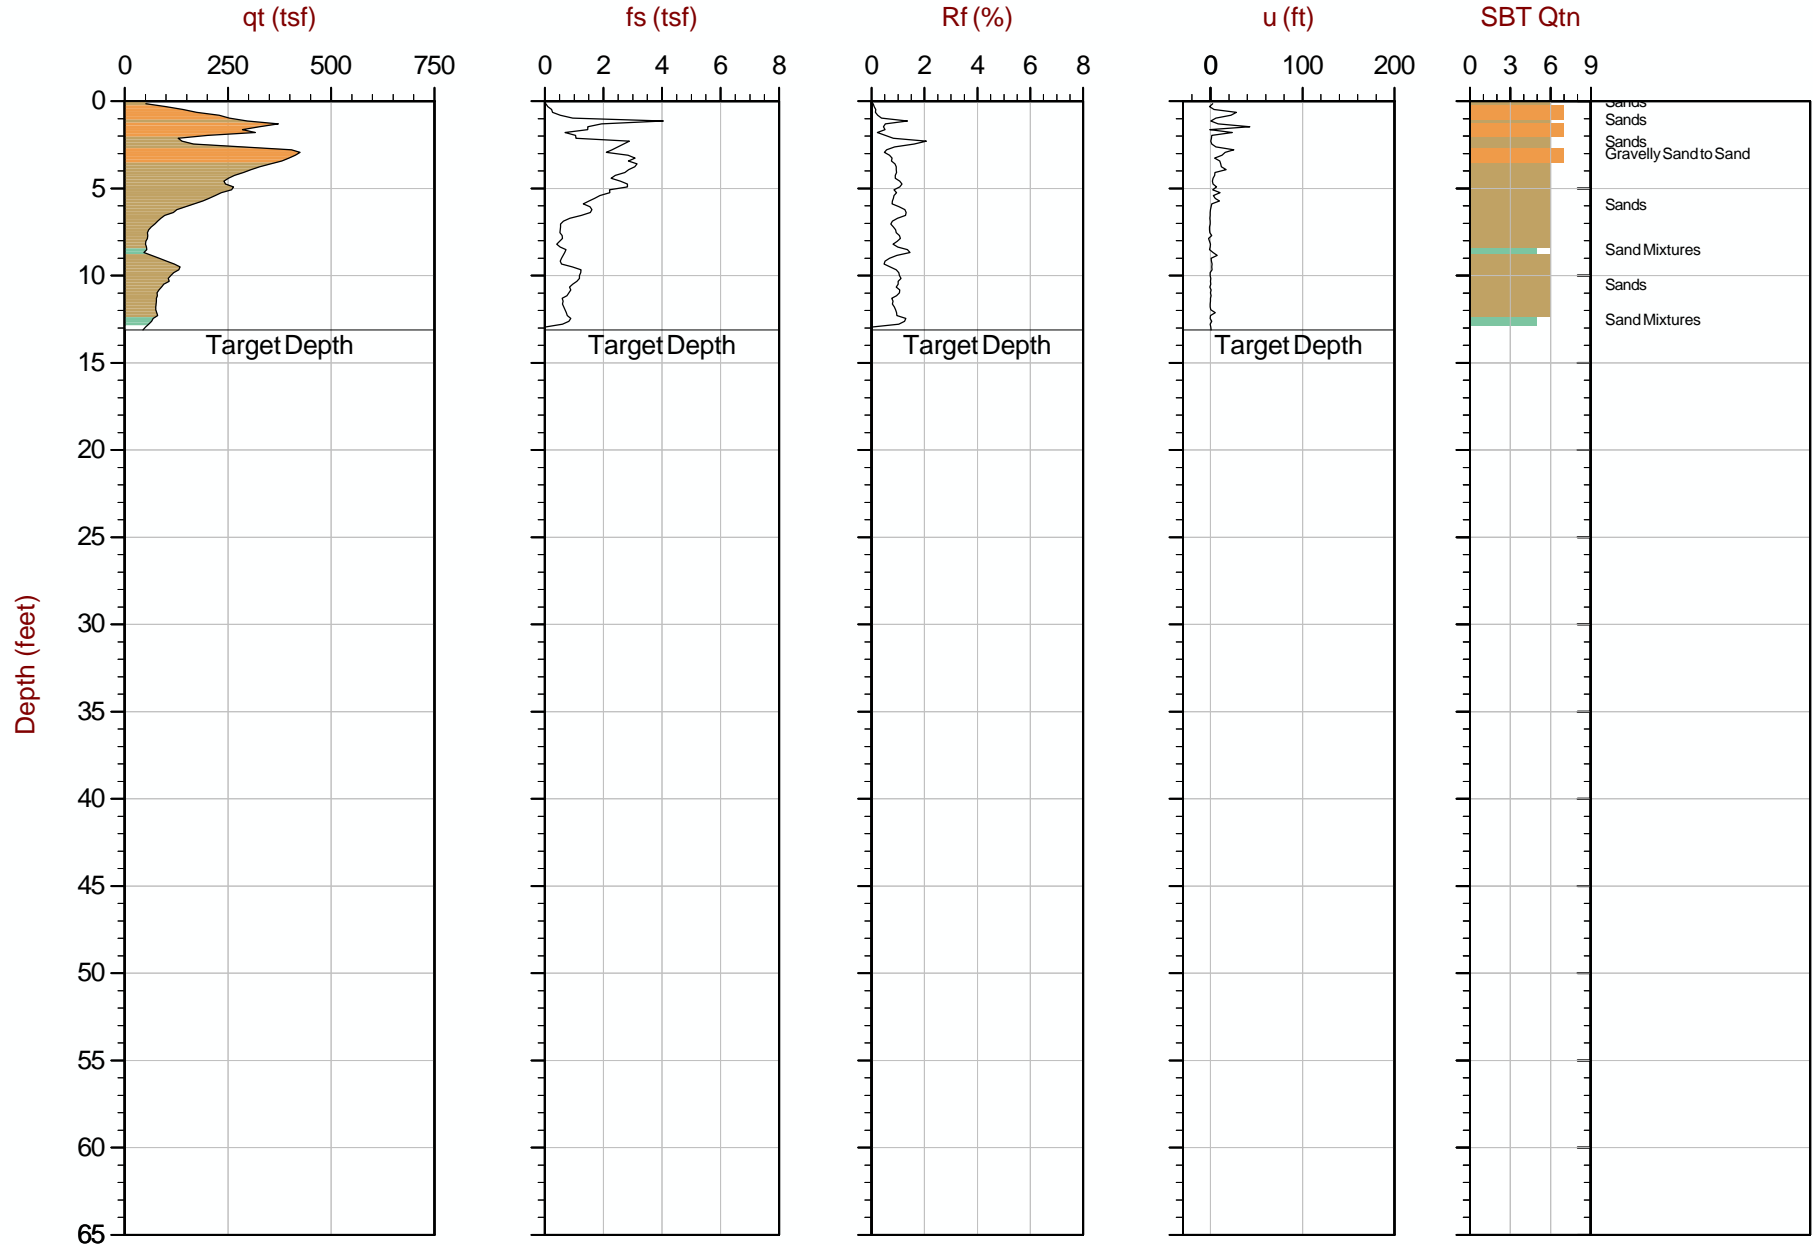 qt (tsf) fs (tsf) Rf (%) u (ft) SBT Qtn
0 250 500 750 0 2 4 6 8 0 2 4 6 8 0 100 200 0 3 6 9
0
5
10
15
20
25
30
35
40
45
50
55
60
65
Depth (feet)
Sands
Sands
Sands
Gravelly Sand to Sand
Sands
Sand Mixtures
Sands
Sand Mixtures
Target Depth Target Depth Target Depth Target Depth